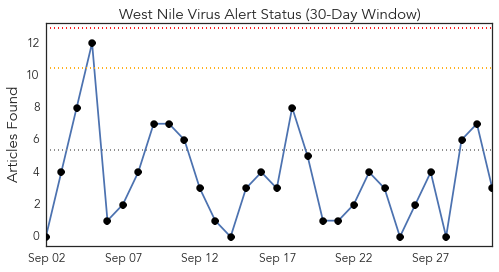 West Nile Virus Alert Status (30-Day Window)
Articles Found
12
10
8
6
4
2
0
Sep 02 Sep 07 Sep 12 Sep 17 Sep 22 Sep 27